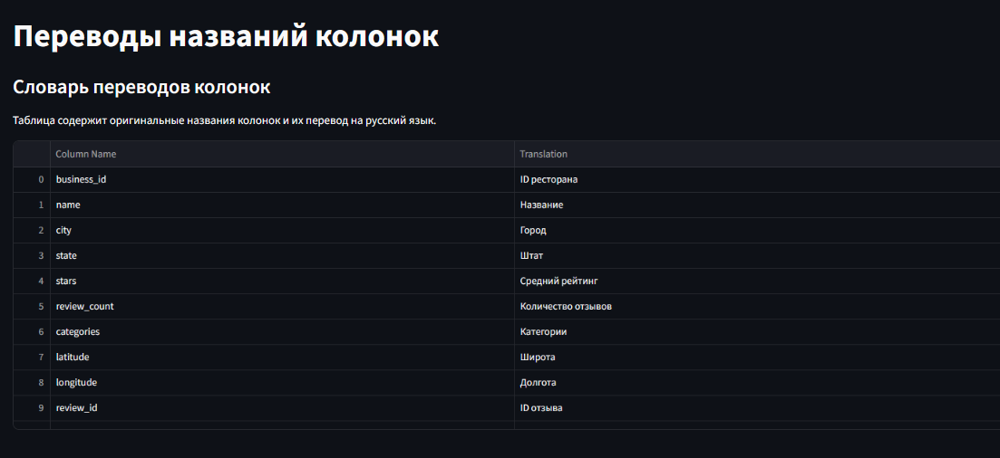 Переводы названий колонок
Словарь переводов колонок
Таблица содержит оригинальные названия колонок и их перевод на русский язык.
Column Name Translation
0 business_id ID ресторана
1 name Название
2 city Город
3 state Штат
4 stars Средний рейтинг
5 review_count Количество отзывов
6 categories Категории
7 latitude Широта
8 longitude Долгота
9 review_id ID отзыва